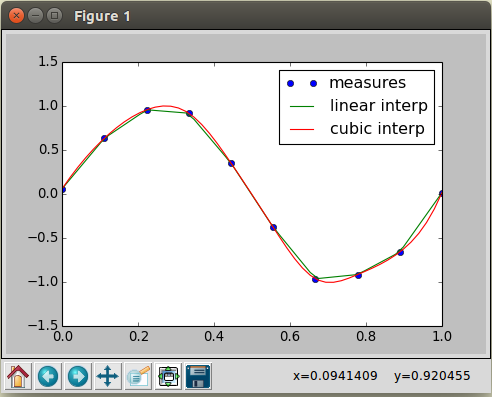 Figure 1
1.5
1.0
0.5
0.0
−0.5
−1.0
−1.5
0.0 0.2 0.4 0.6 0.8 1.0
measures
linear interp
cubic interp
x=0.0941409 y=0.920455